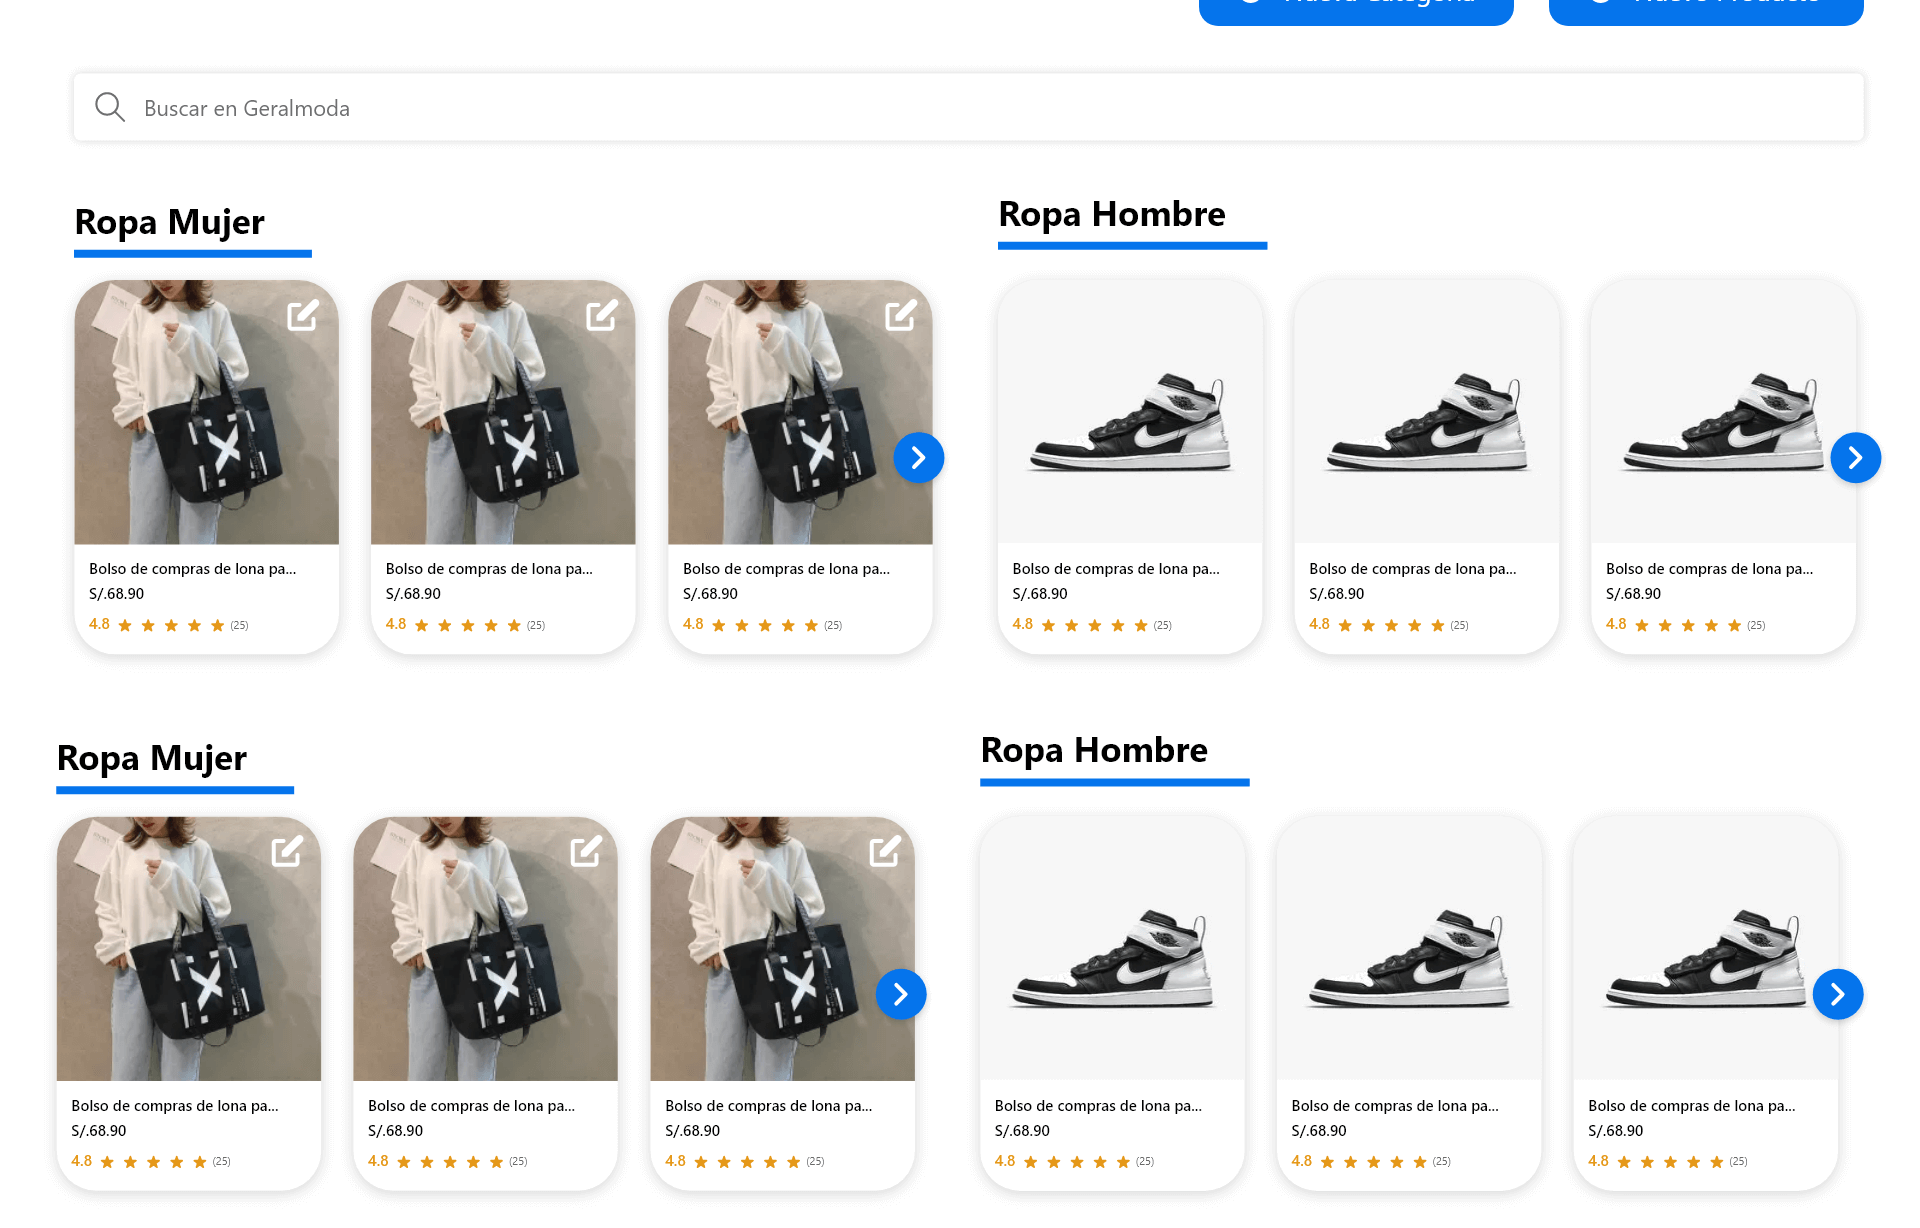 Nueva Categoría
Nuevo Producto
Buscar en Geralmoda
Ropa Mujer
Bolso de compras de lona pa...
S/.68.90
4.8 (25)
Bolso de compras de lona pa...
S/.68.90
4.8 (25)
Bolso de compras de lona pa...
S/.68.90
4.8 (25)
Ropa Hombre
Bolso de compras de lona pa...
S/.68.90
4.8 (25)
Bolso de compras de lona pa...
S/.68.90
4.8 (25)
Bolso de compras de lona pa...
S/.68.90
4.8 (25)
Ropa Mujer
Bolso de compras de lona pa...
S/.68.90
4.8 (25)
Bolso de compras de lona pa...
S/.68.90
4.8 (25)
Bolso de compras de lona pa...
S/.68.90
4.8 (25)
Ropa Hombre
Bolso de compras de lona pa...
S/.68.90
4.8 (25)
Bolso de compras de lona pa...
S/.68.90
4.8 (25)
Bolso de compras de lona pa...
S/.68.90
4.8 (25)